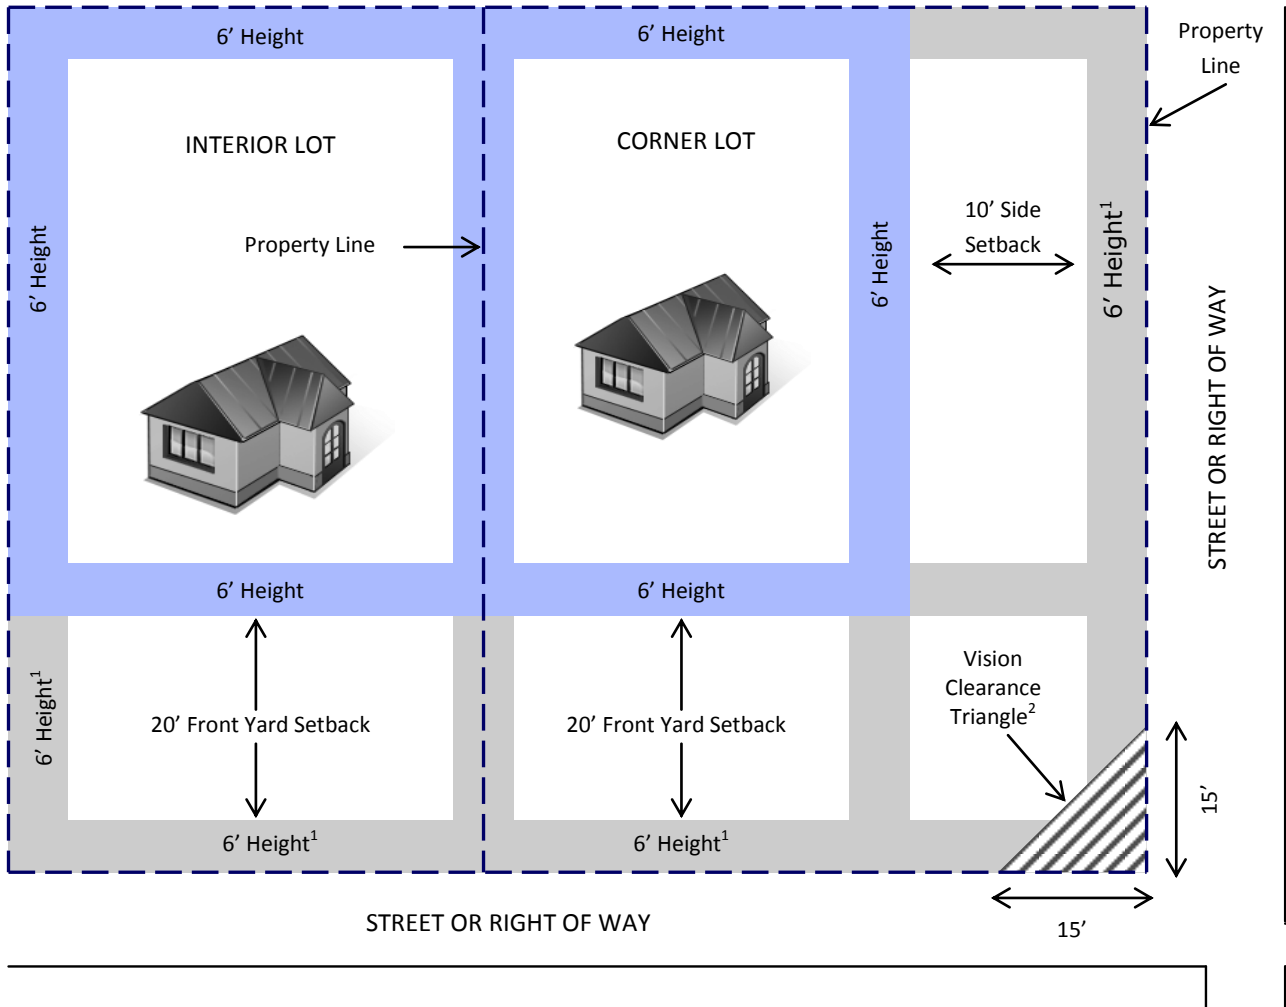 6’ Height
6’ Height
Property
Line
INTERIOR LOT
CORNER LOT
6’ Height
Property Line
6’ Height
10’ Side
Setback
6’ Height¹
STREET OR RIGHT OF WAY
6’ Height
6’ Height
6’ Height¹
20’ Front Yard Setback
20’ Front Yard Setback
Vision
Clearance
Triangle²
15’
6’ Height¹
6’ Height¹
STREET OR RIGHT OF WAY
15’